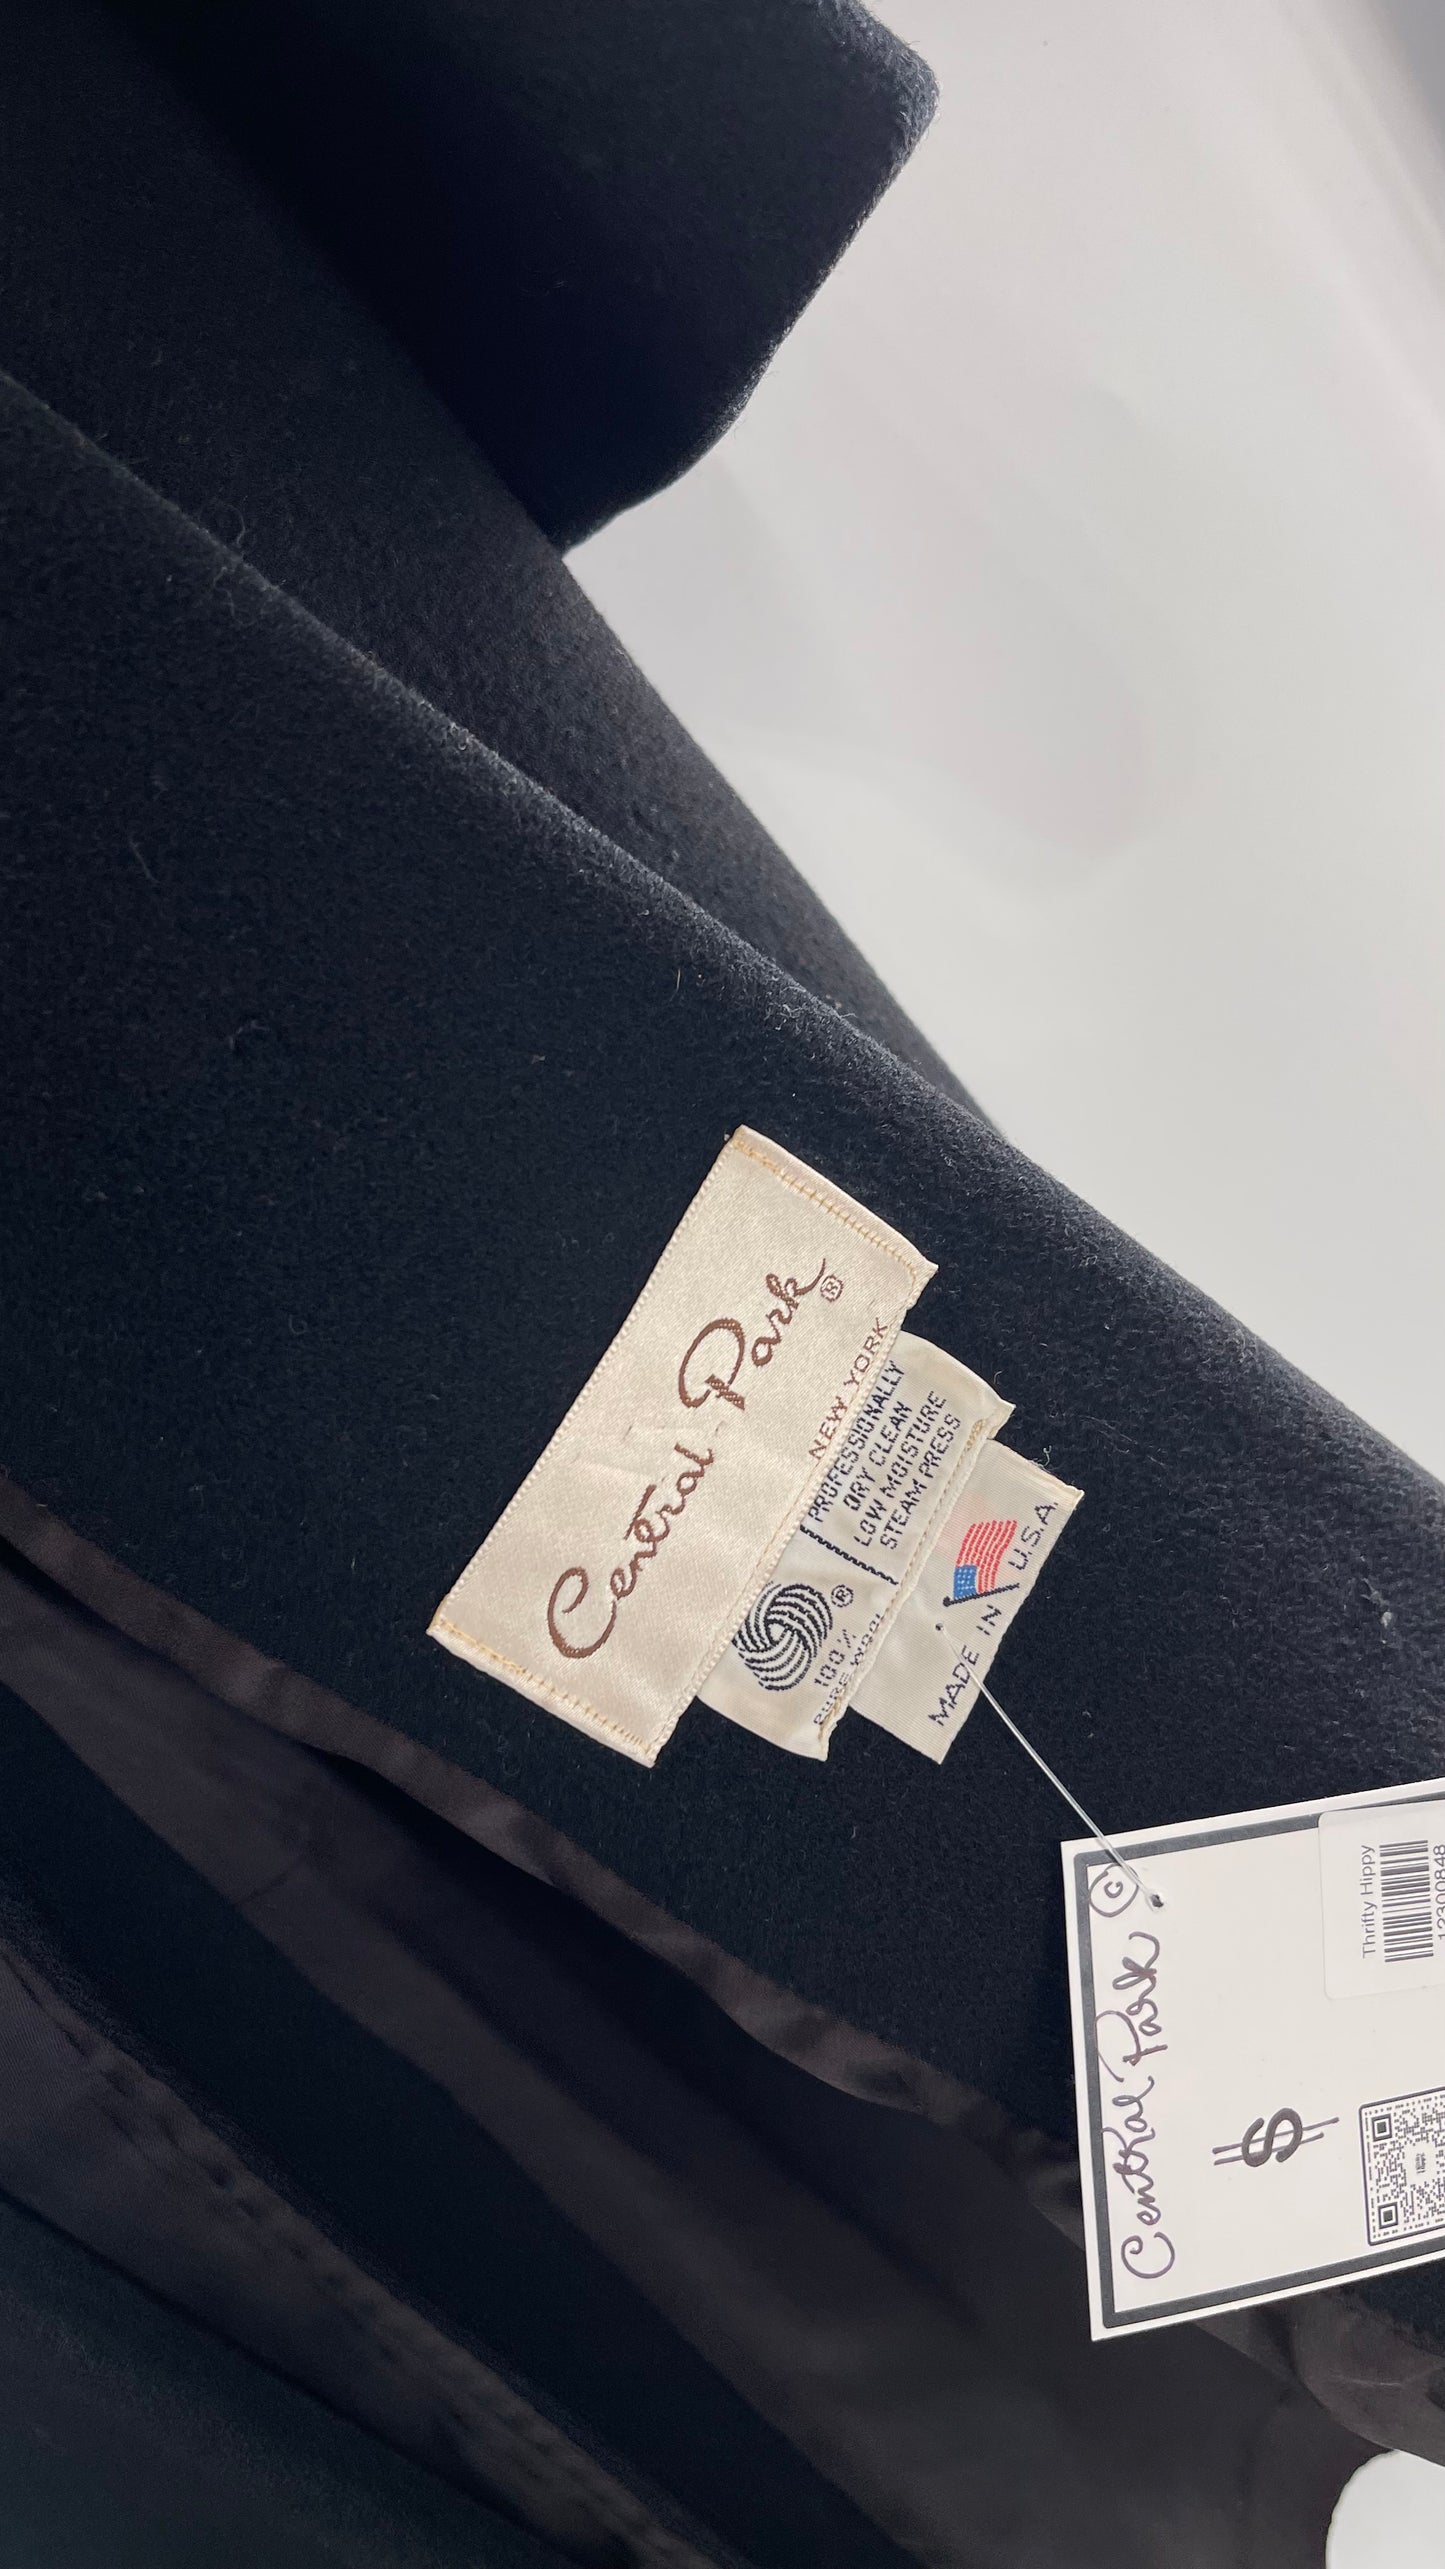 Central Park ®
NEW YORK
® PROFESSIONALLY
DRY CLEAN
100% LOW MOISTURE
PURE WOOL STEAM PRESS
MADE IN U.S.A.
G
Central Park
$
Thrifty Hippy
12300848